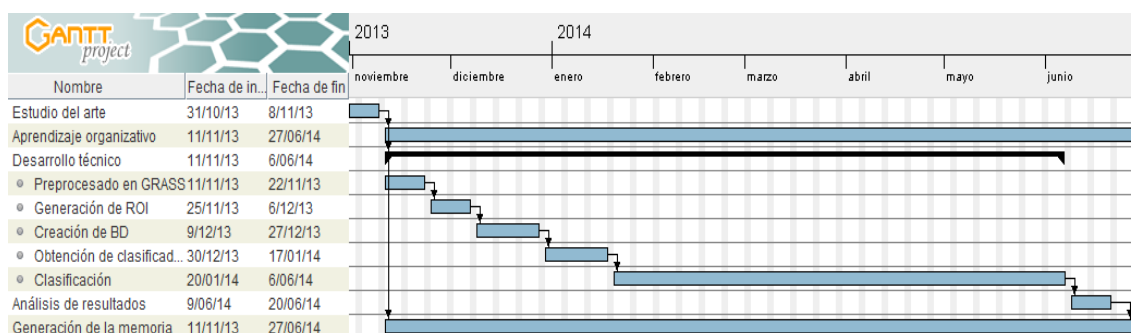 GANTT
project
2013 2014
noviembre diciembre enero febrero marzo abril mayo junio
Nombre Fecha de in... Fecha de fin
Estudio del arte 31/10/13 8/11/13
Aprendizaje organizativo 11/11/13 27/06/14
Desarrollo técnico 11/11/13 6/06/14
Preprocesado en GRASS 11/11/13 22/11/13
Generación de ROI 25/11/13 6/12/13
Creación de BD 9/12/13 27/12/13
Obtención de clasificad... 30/12/13 17/01/14
Clasificación 20/01/14 6/06/14
Análisis de resultados 9/06/14 20/06/14
Generación de la memoria 11/11/13 27/06/14